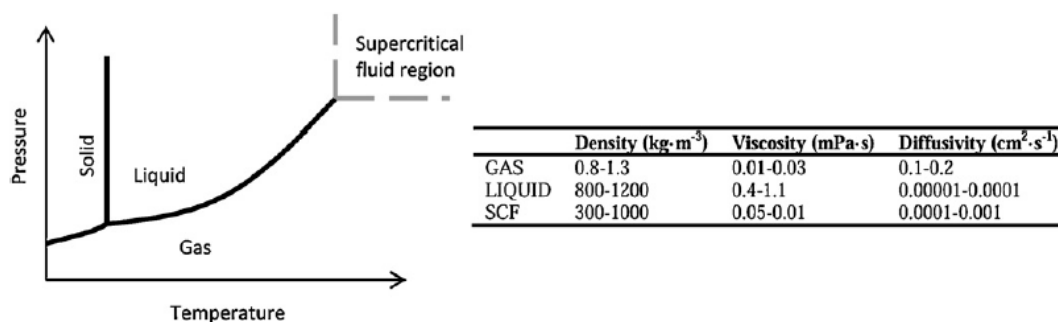 Pressure
Solid
Liquid
Gas
Supercritical
fluid region
Temperature
Density (kg·m⁻³) Viscosity (mPa·s) Diffusivity (cm²·s⁻¹)
GAS 0.8-1.3 0.01-0.03 0.1-0.2
LIQUID 800-1200 0.4-1.1 0.00001-0.0001
SCF 300-1000 0.05-0.01 0.0001-0.001